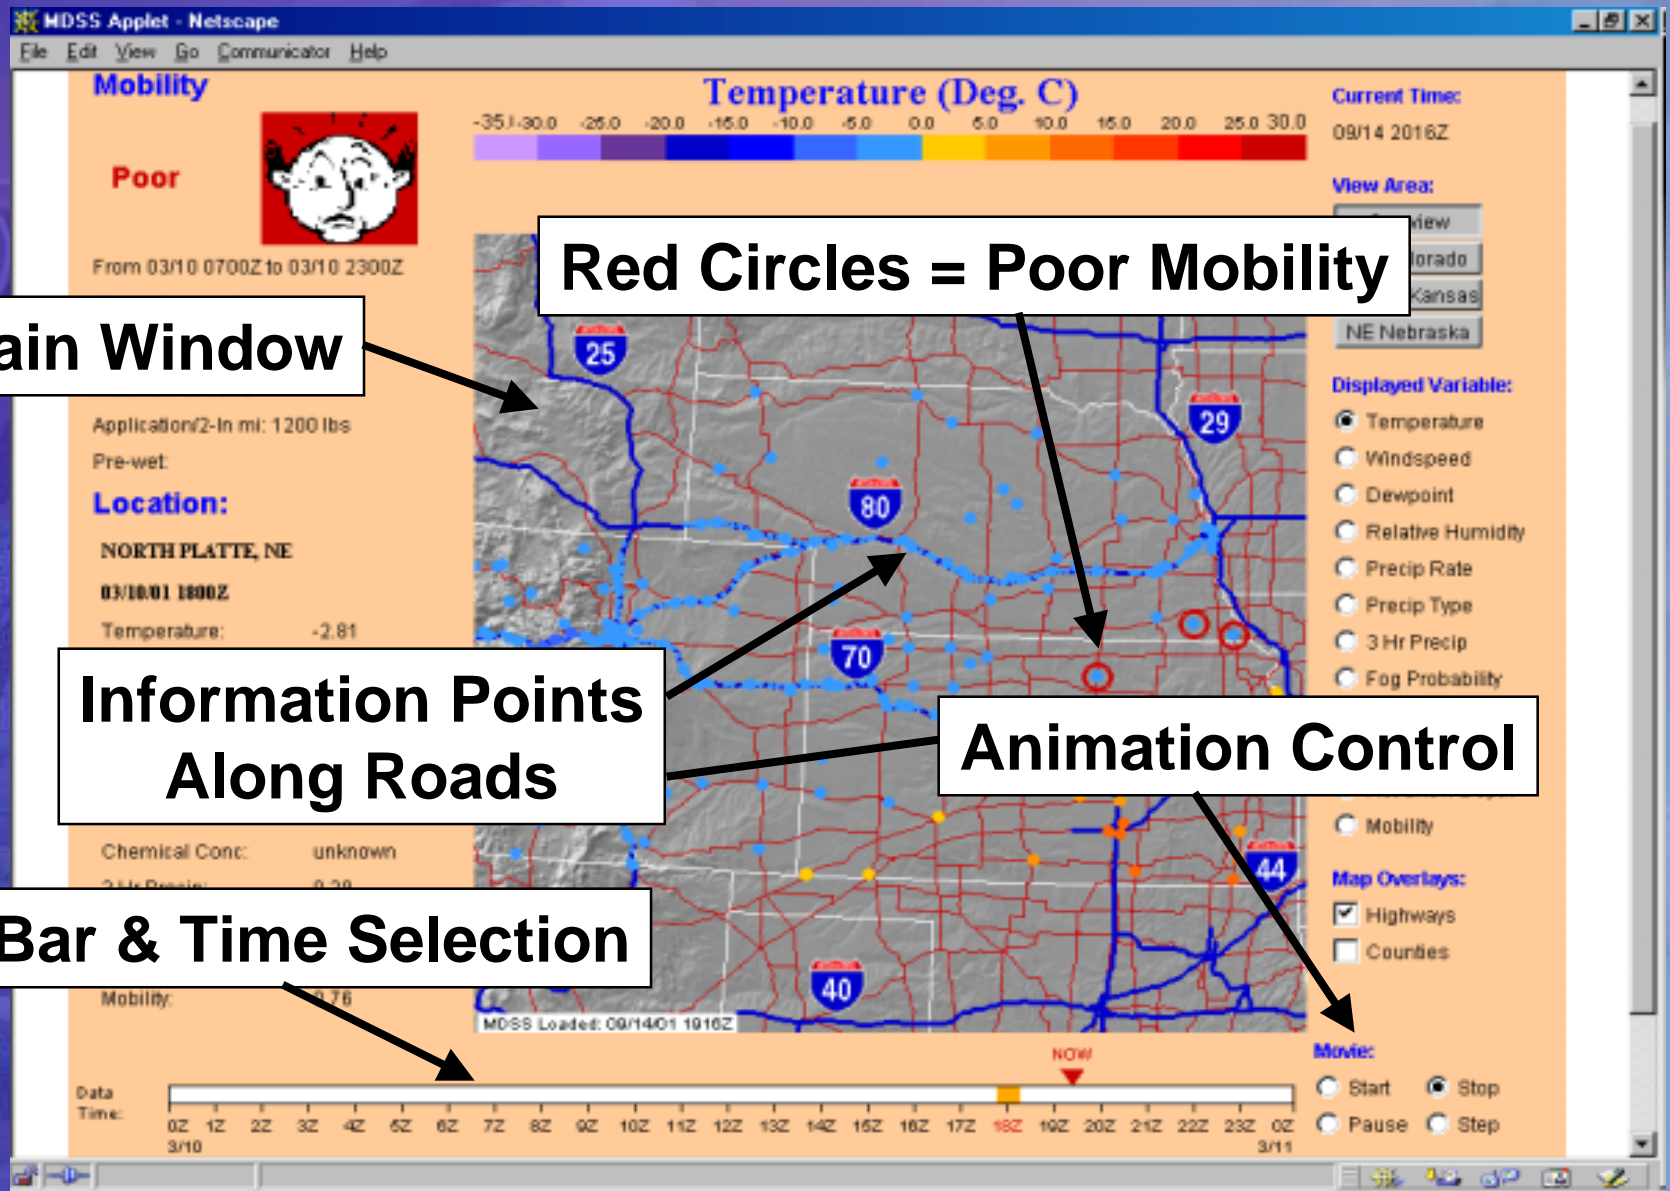 MDSS Applet - Netscape
File Edit View Go Communicator Help
Mobility
Poor
From 03/10 0700Z to 03/10 2300Z
Temperature (Deg. C)
-30.0 -25.0 -20.0 -15.0 -10.0 -5.0 0.0 5.0 10.0 15.0 20.0 25.0 30.0
Current Time:
09/14 2016Z
View Area:
NE Nebraska
Red Circles = Poor Mobility
ain Window
Application/2-ln mi: 1200 lbs
Pre-wet:
Location:
NORTH PLATTE, NE
03/10/01 1800Z
Temperature: -2.81
Information Points
Along Roads
Chemical Conc: unknown
Bar & Time Selection
Mobility: 0.76
25
29
80
70
44
40
MDSS Loaded: 09/14/01 1916Z
Displayed Variable:
Temperature
Windspeed
Dewpoint
Relative Humidity
Precip Rate
Precip Type
3 Hr Precip
Fog Probability
Animation Control
Mobility
Map Overlays:
Highways
Counties
Movie:
Start Stop
Pause Step
NOW
Data
Time:
0Z 1Z 2Z 3Z 4Z 5Z 6Z 7Z 8Z 9Z 10Z 11Z 12Z 13Z 14Z 15Z 16Z 17Z 18Z 19Z 20Z 21Z 22Z 23Z 0Z
3/10 3/11